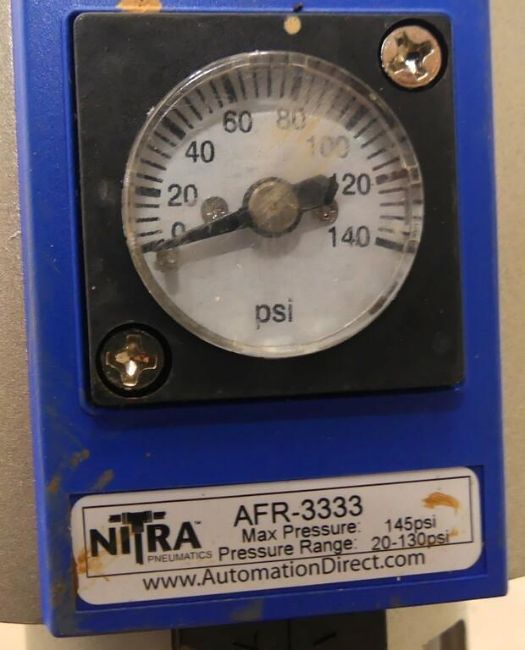 60 80
40 100
20 120
0 140
psi
NITRA™
PNEUMATICS
AFR-3333
Max Pressure: 145psi
Pressure Range: 20-130psi
www.AutomationDirect.com